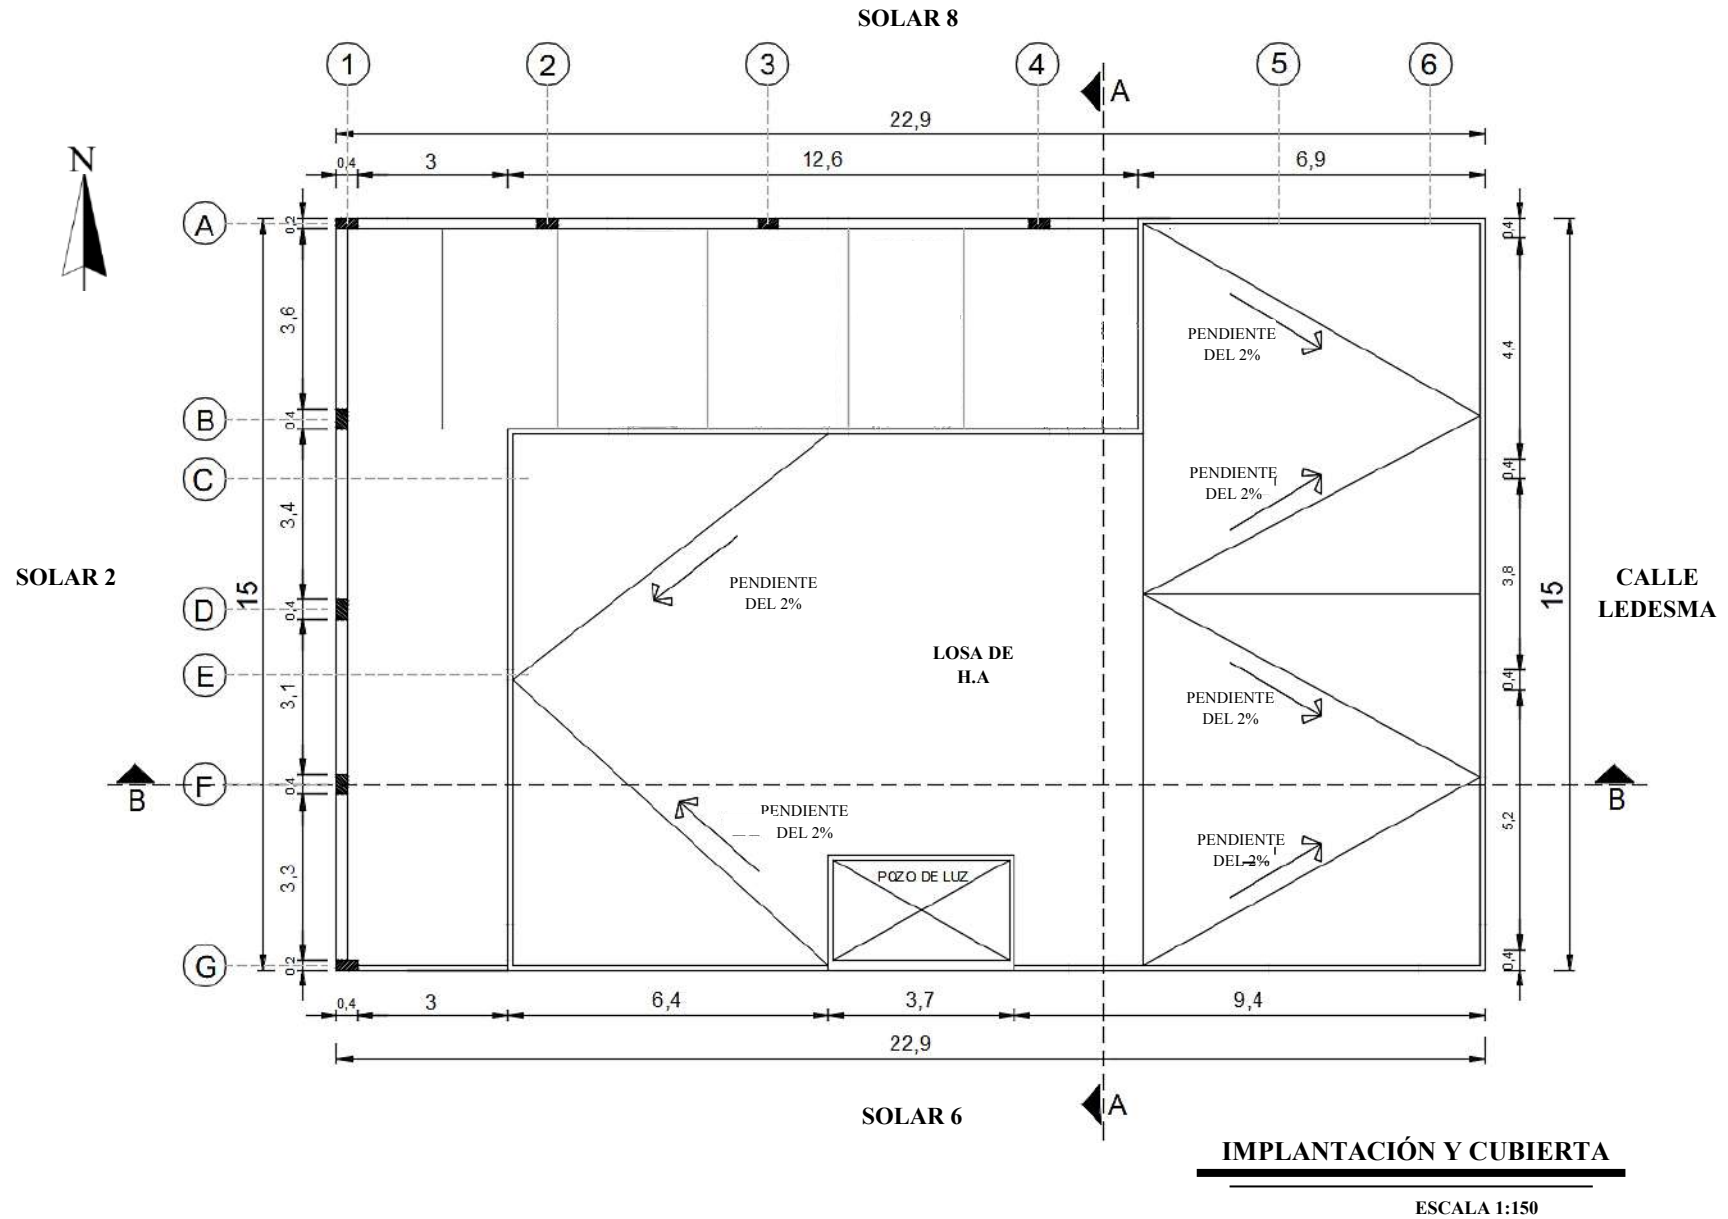 SOLAR 8
1 2 3 4 5 6
A
22,9
0,4 3 12,6 6,9
N
A
0,2
0,4
3,6
PENDIENTE
DEL 2%
4,4
B
0,4
C
PENDIENTE
DEL 2%
0,4
3,4
SOLAR 2
15
PENDIENTE
DEL 2%
3,8
15
CALLE
LEDESMA
D
0,4
LOSA DE
H.A
E
3,1
0,4
PENDIENTE
DEL 2%
B
F
0,4
B
PENDIENTE
DEL 2%
5,2
PENDIENTE
DEL 2%
3,3
POZO DE LUZ
G
0,2
0,4
0,4 3 6,4 3,7 9,4
22,9
A
SOLAR 6
IMPLANTACIÓN Y CUBIERTA
ESCALA 1:150